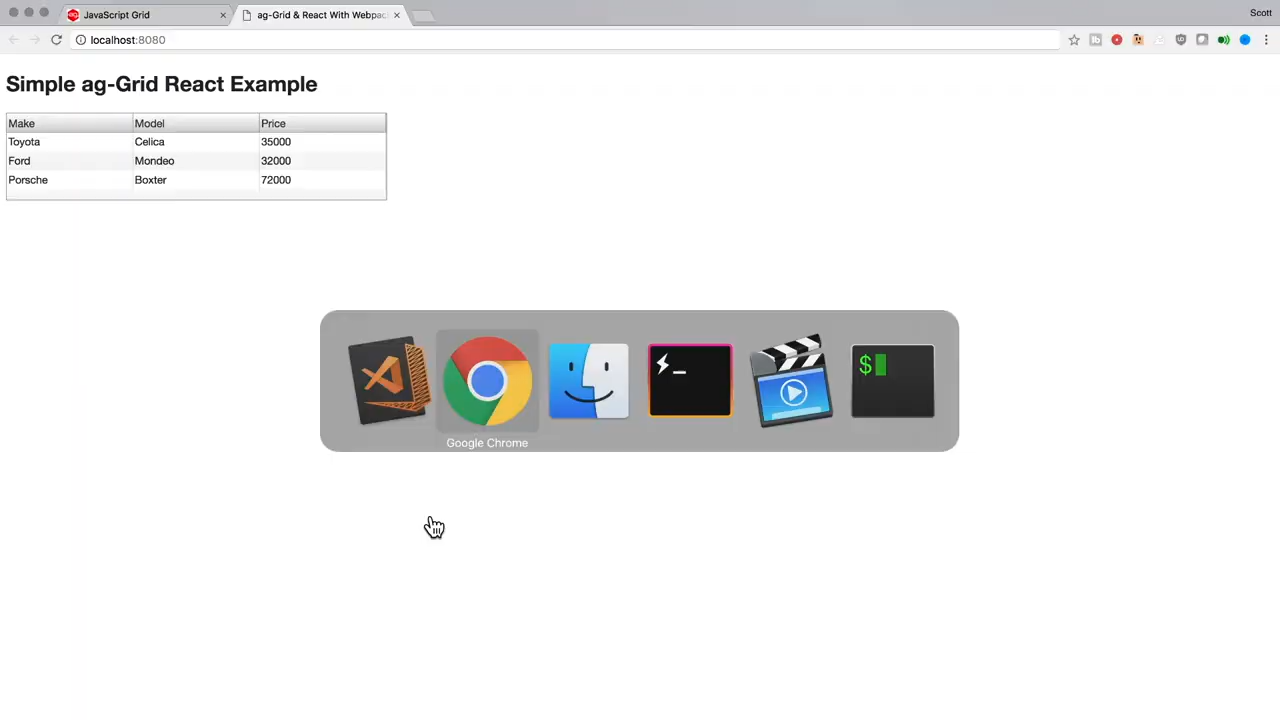 JavaScript Grid
ag-Grid & React With Webpac
Scott
localhost:8080
Simple ag-Grid React Example
Make Model Price
Toyota Celica 35000
Ford Mondeo 32000
Porsche Boxter 72000
$
Google Chrome